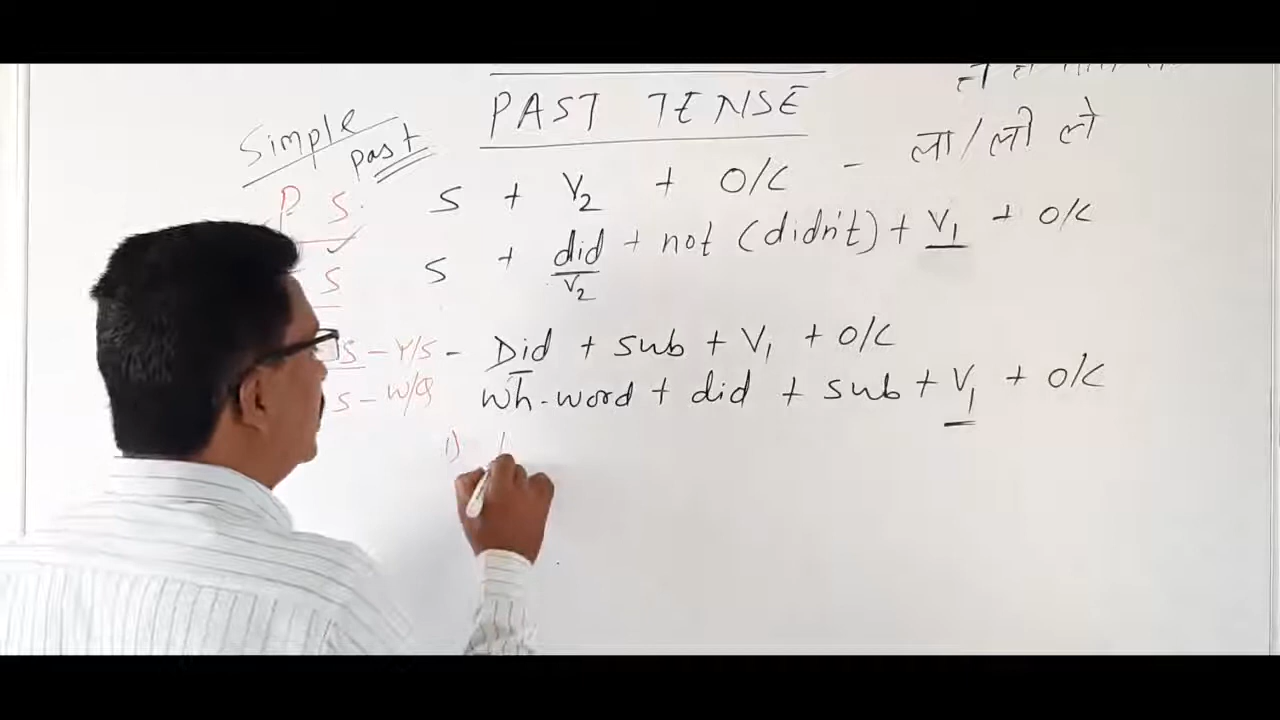 PAST TENSE
Simple past
P S. S + V2 + O/C - ला/ली ले
S S + did + not (didn't) + V1 + O/C
V2
S - Y/S - Did + sub + V1 + O/C
S - W/Q Wh-word + did + sub + V1 + O/C
1)